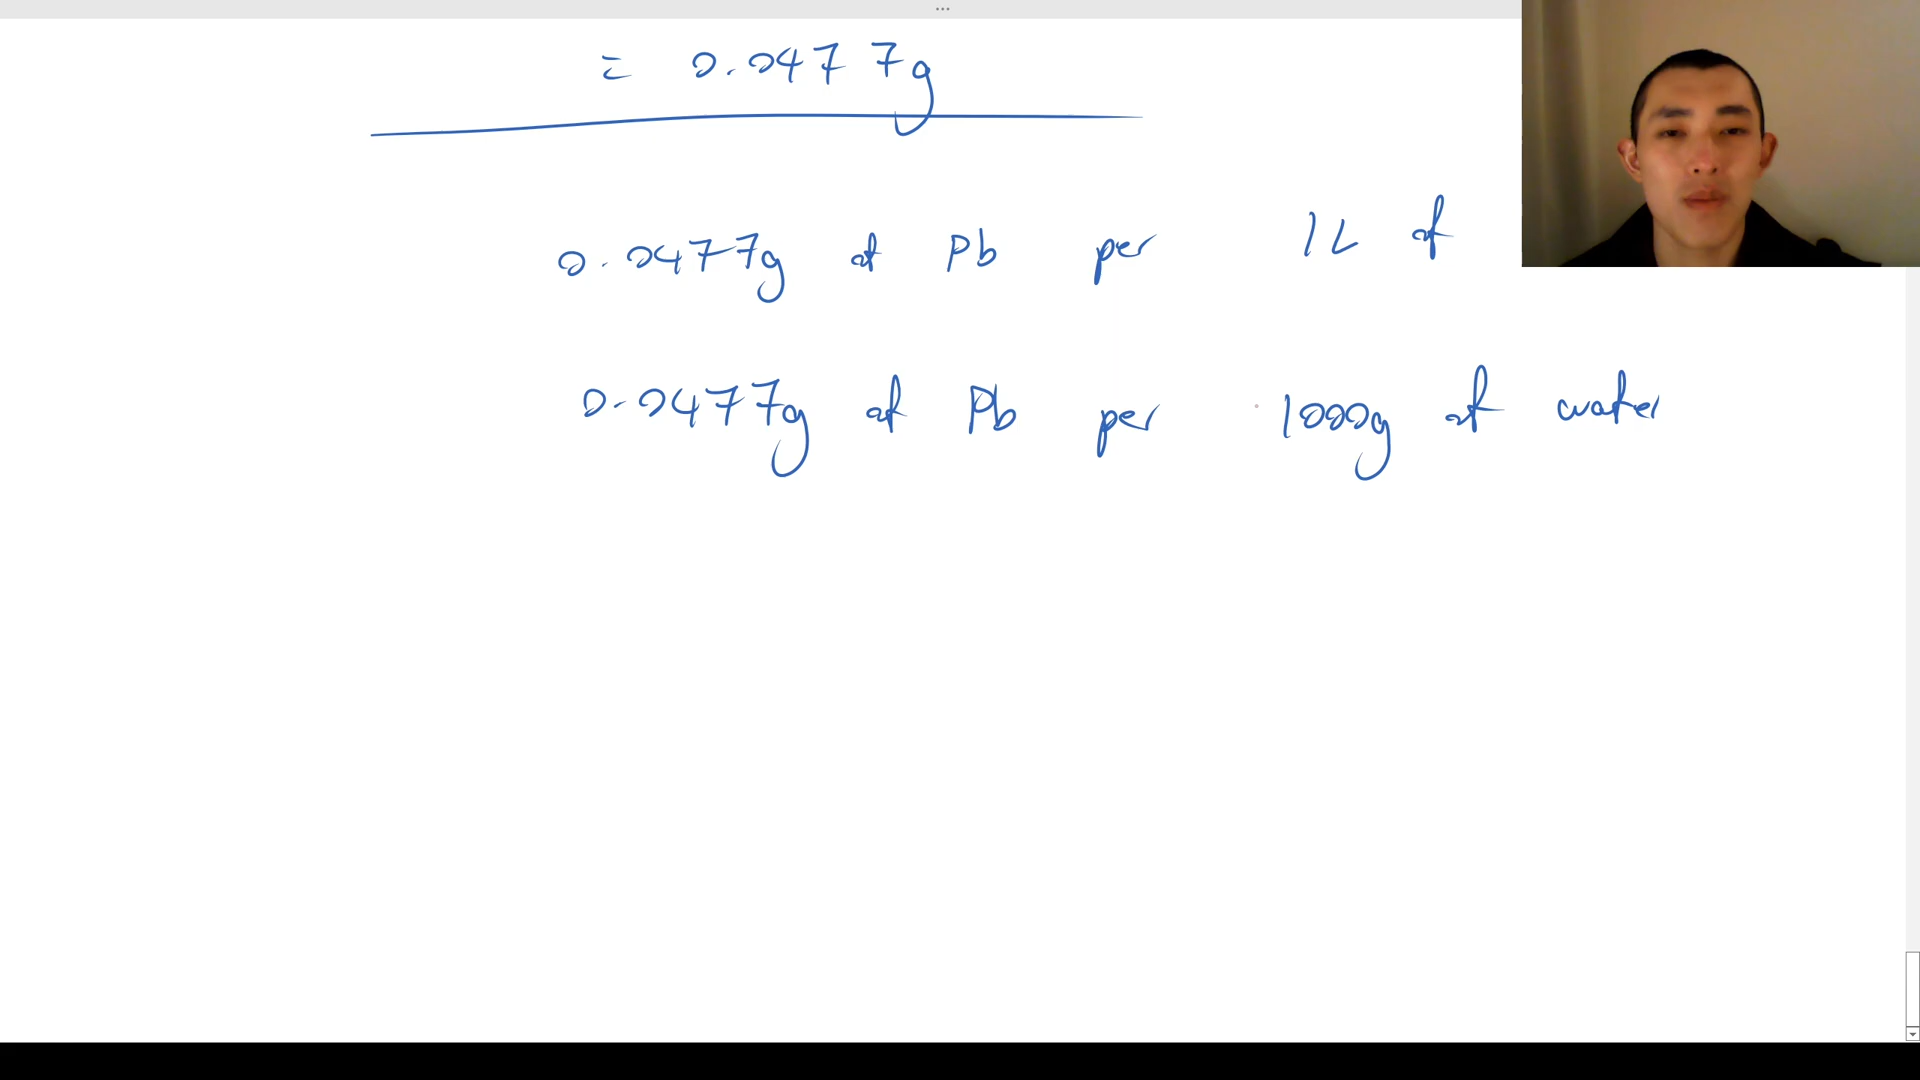 = 0.0477g
0.0477g of Pb per 1L of
0.0477g of Pb per 1000g of water